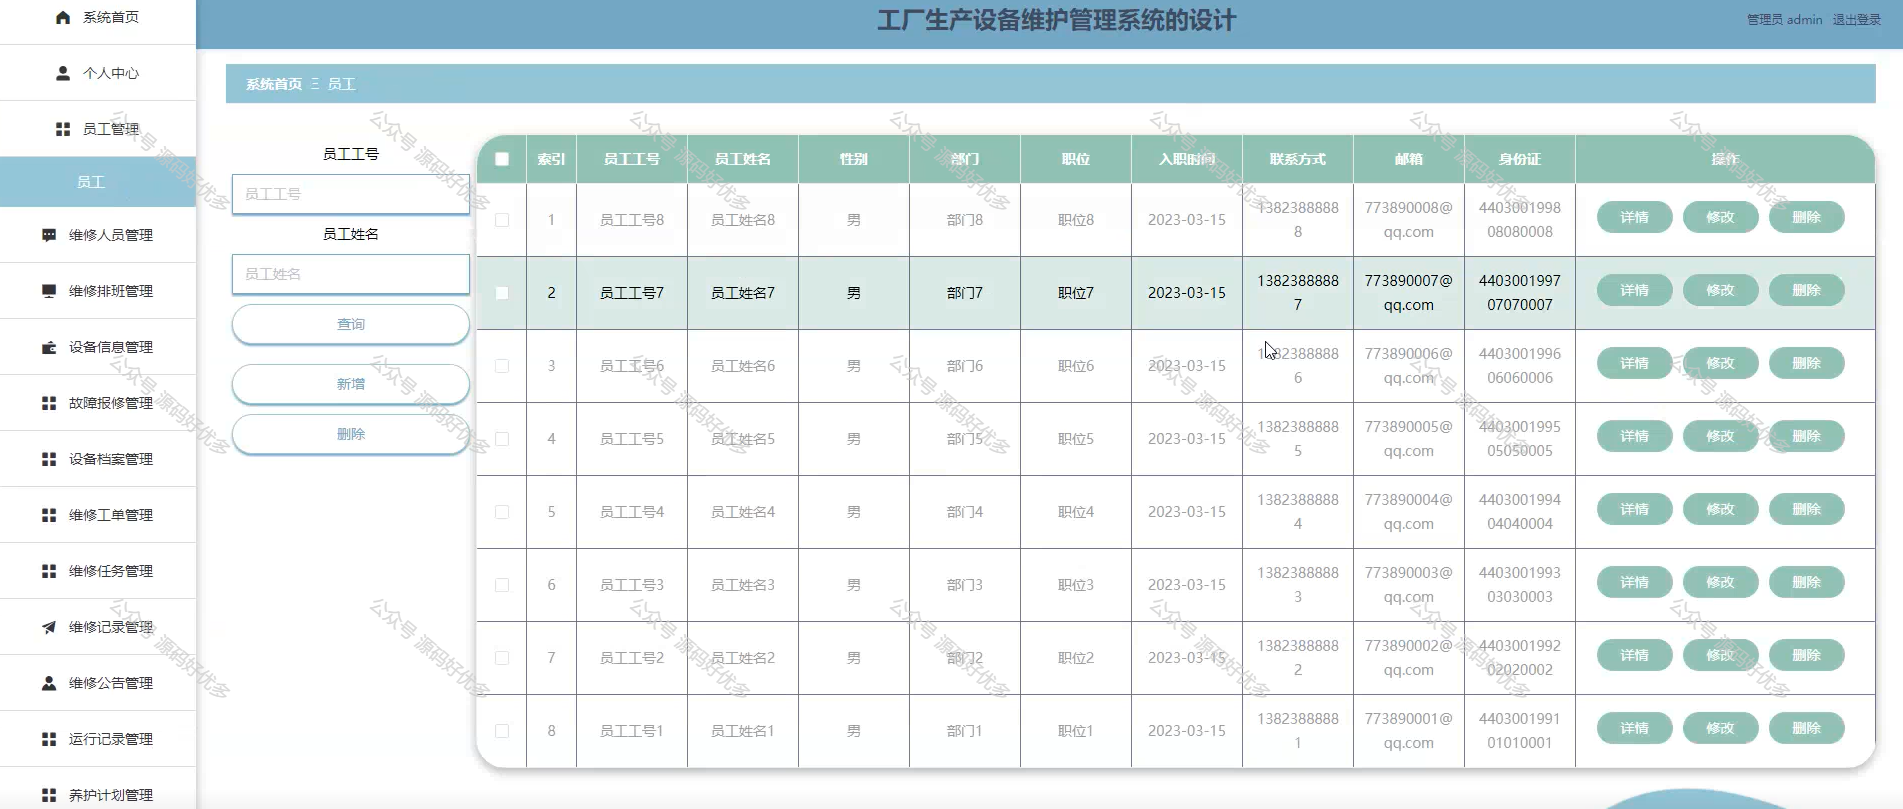 工厂生产设备维护管理系统的设计
管理员 admin 退出登录
系统首页
个人中心
员工管理
员工
维修人员管理
维修排班管理
设备信息管理
故障报修管理
设备档案管理
维修工单管理
维修任务管理
维修记录管理
维修公告管理
运行记录管理
养护计划管理
系统首页 三 员工
员工工号
员工工号
员工姓名
员工姓名
查询
新增
删除
索引 员工工号 员工姓名 性别 部门 职位 入职时间 联系方式 邮箱 身份证 操作
1 员工工号8 员工姓名8 男 部门8 职位8 2023-03-15 13823888888 773890008@qq.com 440300199808080008 详情 修改 删除
2 员工工号7 员工姓名7 男 部门7 职位7 2023-03-15 13823888887 773890007@qq.com 440300199707070007 详情 修改 删除
3 员工工号6 员工姓名6 男 部门6 职位6 2023-03-15 13823888886 773890006@qq.com 440300199606060006 详情 修改 删除
4 员工工号5 员工姓名5 男 部门5 职位5 2023-03-15 13823888885 773890005@qq.com 440300199505050005 详情 修改 删除
5 员工工号4 员工姓名4 男 部门4 职位4 2023-03-15 13823888884 773890004@qq.com 440300199404040004 详情 修改 删除
6 员工工号3 员工姓名3 男 部门3 职位3 2023-03-15 13823888883 773890003@qq.com 440300199303030003 详情 修改 删除
7 员工工号2 员工姓名2 男 部门2 职位2 2023-03-15 13823888882 773890002@qq.com 440300199202020002 详情 修改 删除
8 员工工号1 员工姓名1 男 部门1 职位1 2023-03-15 13823888881 773890001@qq.com 440300199101010001 详情 修改 删除
公众号 源码好优多